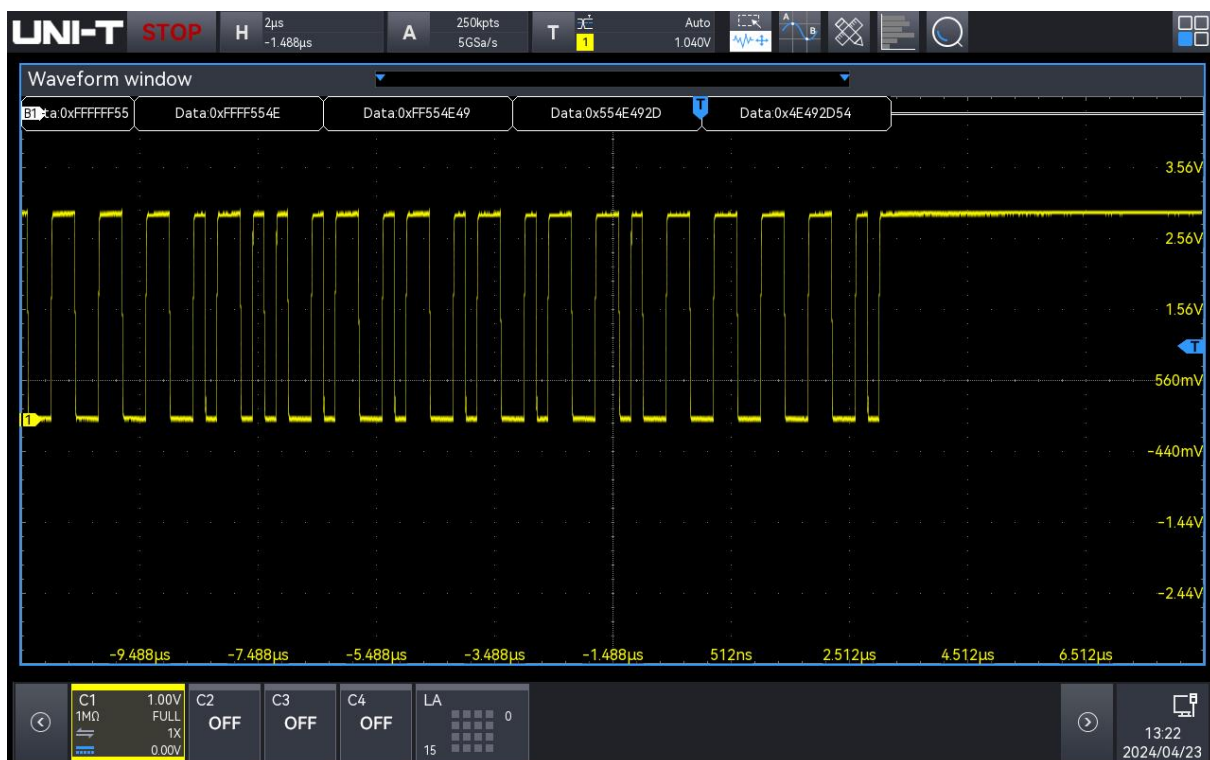 UNI-T STOP H 2µs -1.488µs A 250kpts 5GSa/s T 1 Auto 1.040V A B
Waveform window
B1 ta:0xFFFFFF55 Data:0xFFFF554E Data:0xFF554E49 Data:0x554E492D T Data:0x4E492D54
3.56V
2.56V
1.56V
T
560mV
1
-440mV
-1.44V
-2.44V
-9.488µs -7.488µs -5.488µs -3.488µs -1.488µs 512ns 2.512µs 4.512µs 6.512µs
C1 1.00V C2 C3 C4 LA
1MΩ FULL OFF OFF OFF 0
1X
0.00V 15
13:22
2024/04/23